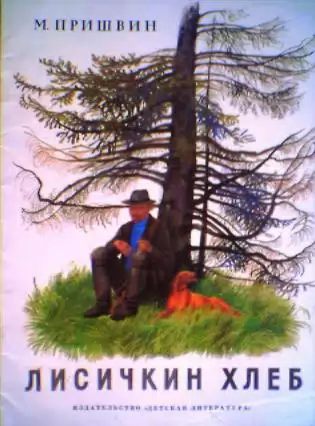 М. ПРИШВИН
ЛИСИЧКИН ХЛЕБ
ИЗДАТЕЛЬСТВО «ДЕТСКАЯ ЛИТЕРАТУРА»